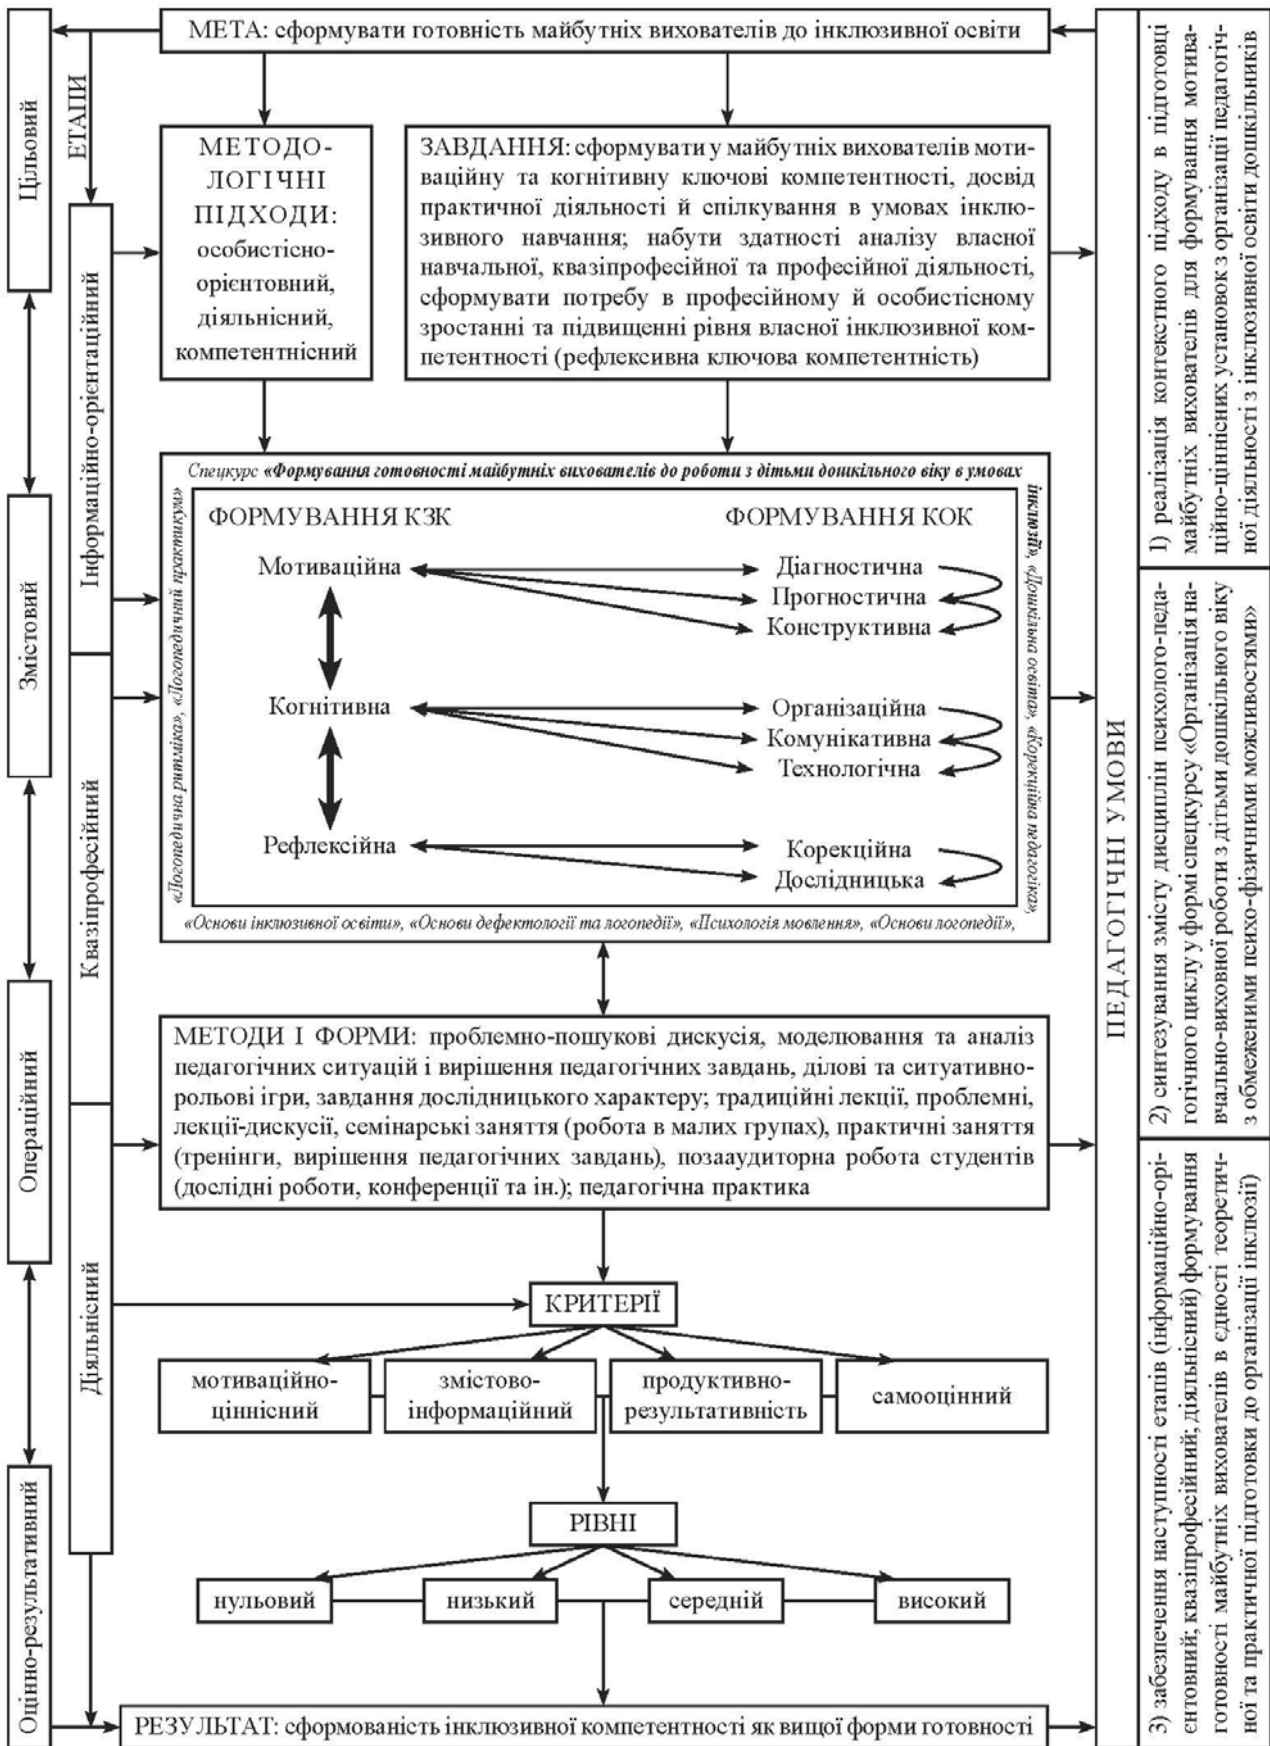 МЕТА: сформувати готовність майбутніх вихователів до інклюзивної освіти
Цільовий
Змістовий
Операційний
Оцінно-результативний
ЕТАПИ
Інформаційно-орієнтаційний
Квазіпрофесійний
Діяльнісний
МЕТОДО-
ЛОГІЧНІ
ПІДХОДИ:
особистісно-
орієнтовний,
діяльнісний,
компетентнісний
ЗАВДАННЯ: сформувати у майбутніх вихователів моти-
ваційну та когнітивну ключові компетентності, досвід
практичної діяльності й спілкування в умовах інклю-
зивного навчання; набути здатності аналізу власної
навчальної, квазіпрофесійної та професійної діяльності,
сформувати потребу в професійному й особистісному
зростанні та підвищенні рівня власної інклюзивної ком-
петентності (рефлексивна ключова компетентність)
Спецкурс «Формування готовності майбутніх вихователів до роботи з дітьми дошкільного віку в умовах
інклюзії», «Дошкільна освіта», «Корекційна педагогіка»,
«Основи інклюзивної освіти», «Основи дефектології та логопедії», «Психологія мовлення», «Основи логопедії»,
«Логопедична ритміка», «Логопедичний практикум»
ФОРМУВАННЯ КЗК
ФОРМУВАННЯ КОК
Мотиваційна
Діагностична
Прогностична
Конструктивна
Когнітивна
Організаційна
Комунікативна
Технологічна
Рефлексійна
Корекційна
Дослідницька
МЕТОДИ І ФОРМИ: проблемно-пошукові дискусія, моделювання та аналіз
педагогічних ситуацій і вирішення педагогічних завдань, ділові та ситуативно-
рольові ігри, завдання дослідницького характеру; традиційні лекції, проблемні,
лекції-дискусії, семінарські заняття (робота в малих групах), практичні заняття
(тренінги, вирішення педагогічних завдань), позааудиторна робота студентів
(дослідні роботи, конференції та ін.); педагогічна практика
КРИТЕРІЇ
мотиваційно-
ціннісний
змістово-
інформаційний
продуктивно-
результативність
самооцінний
РІВНІ
нульовий
низький
середній
високий
РЕЗУЛЬТАТ: сформованість інклюзивної компетентності як вищої форми готовності
ПЕДАГОГІЧНІ УМОВИ
1) реалізація контекстного підходу в підготовці
майбутніх вихователів для формування мотива-
ційно-ціннісних установок з організації педагогіч-
ної діяльності з інклюзивної освіти дошкільників
2) синтезування змісту дисциплін психолого-педа-
гогічного циклу у формі спецкурсу «Організація на-
вчально-виховної роботи з дітьми дошкільного віку
з обмеженими психо-фізичними можливостями»
3) забезпечення наступності етапів (інформаційно-орі-
єнтовний; квазіпрофесійний; діяльнісний) формування
готовності майбутніх вихователів в єдності теоретич-
ної та практичної підготовки до організації інклюзії)